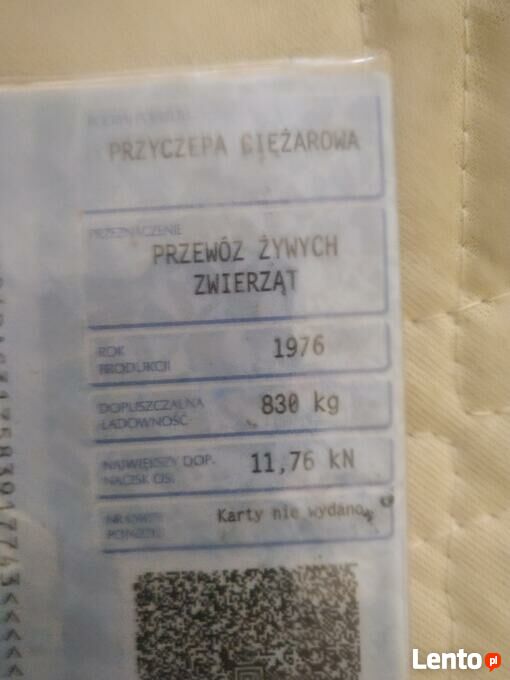 PRZYCZEPA CIĘŻAROWA
PRZEZNACZENIE
PRZEWÓZ ŻYWYCH
ZWIERZĄT
ROK
PRODUKCJI
1976
DOPUSZCZALNA
ŁADOWNOŚĆ
830 kg
NAJWIĘKSZY DOP.
NACISK OSI
11,76 kN
Karty nie wydano
Lento.pl